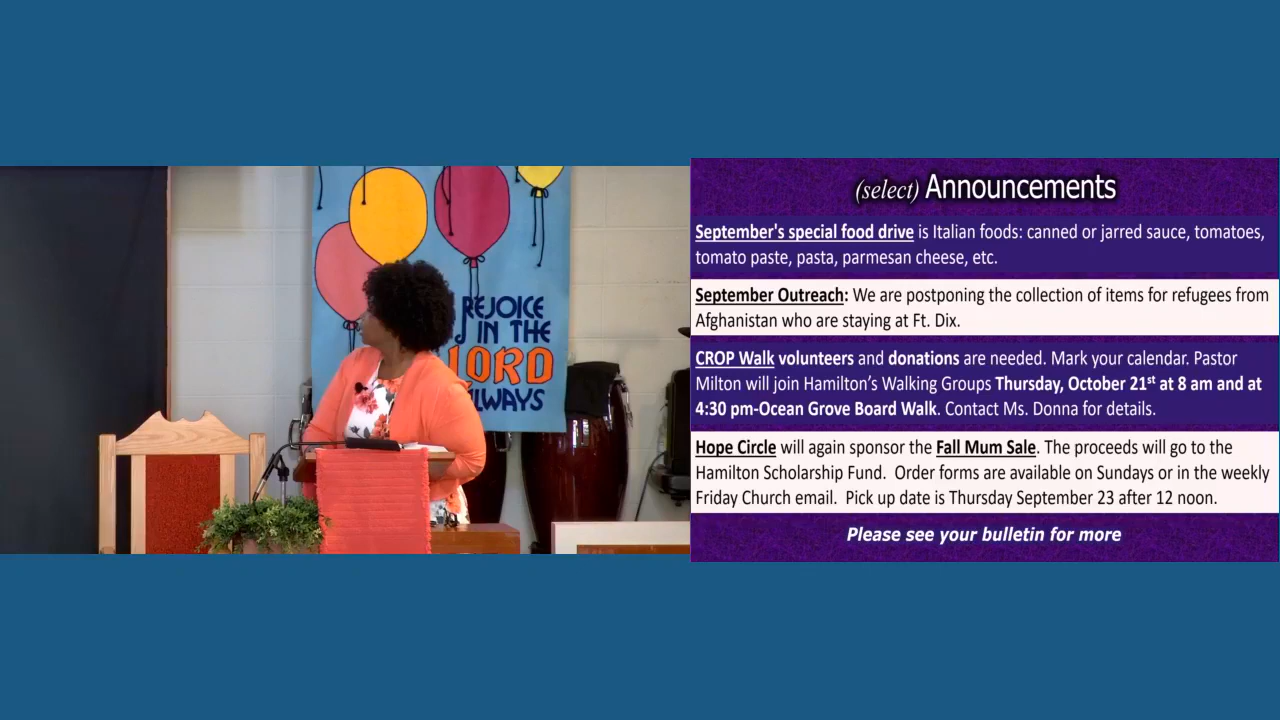 REJOICE
IN THE
LORD
ALWAYS
(select) Announcements
September's special food drive is Italian foods: canned or jarred sauce, tomatoes,
tomato paste, pasta, parmesan cheese, etc.
September Outreach: We are postponing the collection of items for refugees from
Afghanistan who are staying at Ft. Dix.
CROP Walk volunteers and donations are needed. Mark your calendar. Pastor
Milton will join Hamilton’s Walking Groups Thursday, October 21st at 8 am and at
4:30 pm-Ocean Grove Board Walk. Contact Ms. Donna for details.
Hope Circle will again sponsor the Fall Mum Sale. The proceeds will go to the
Hamilton Scholarship Fund. Order forms are available on Sundays or in the weekly
Friday Church email. Pick up date is Thursday September 23 after 12 noon.
Please see your bulletin for more